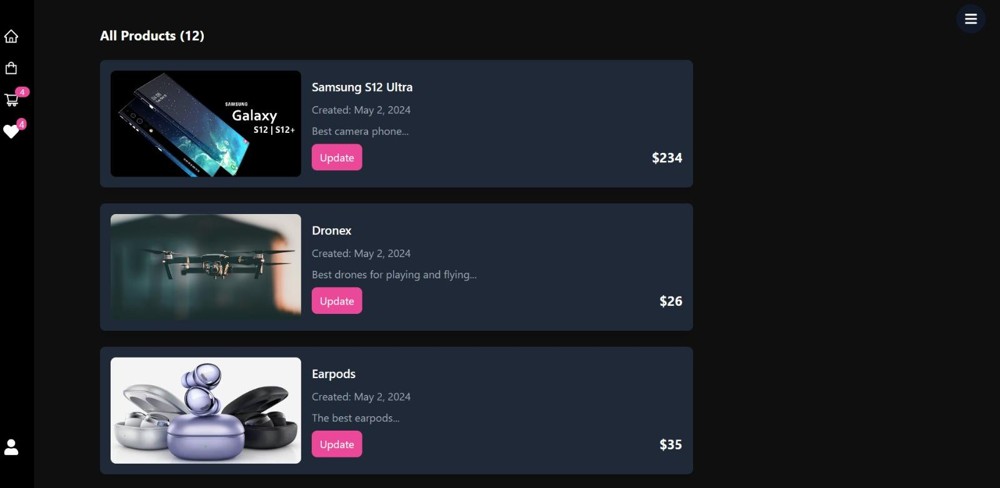 All Products (12)
4
4
SAMSUNG
Galaxy
S12 | S12+
Samsung S12 Ultra
Created: May 2, 2024
Best camera phone...
Update
$234
Dronex
Created: May 2, 2024
Best drones for playing and flying...
Update
$26
Earpods
Created: May 2, 2024
The best earpods...
Update
$35